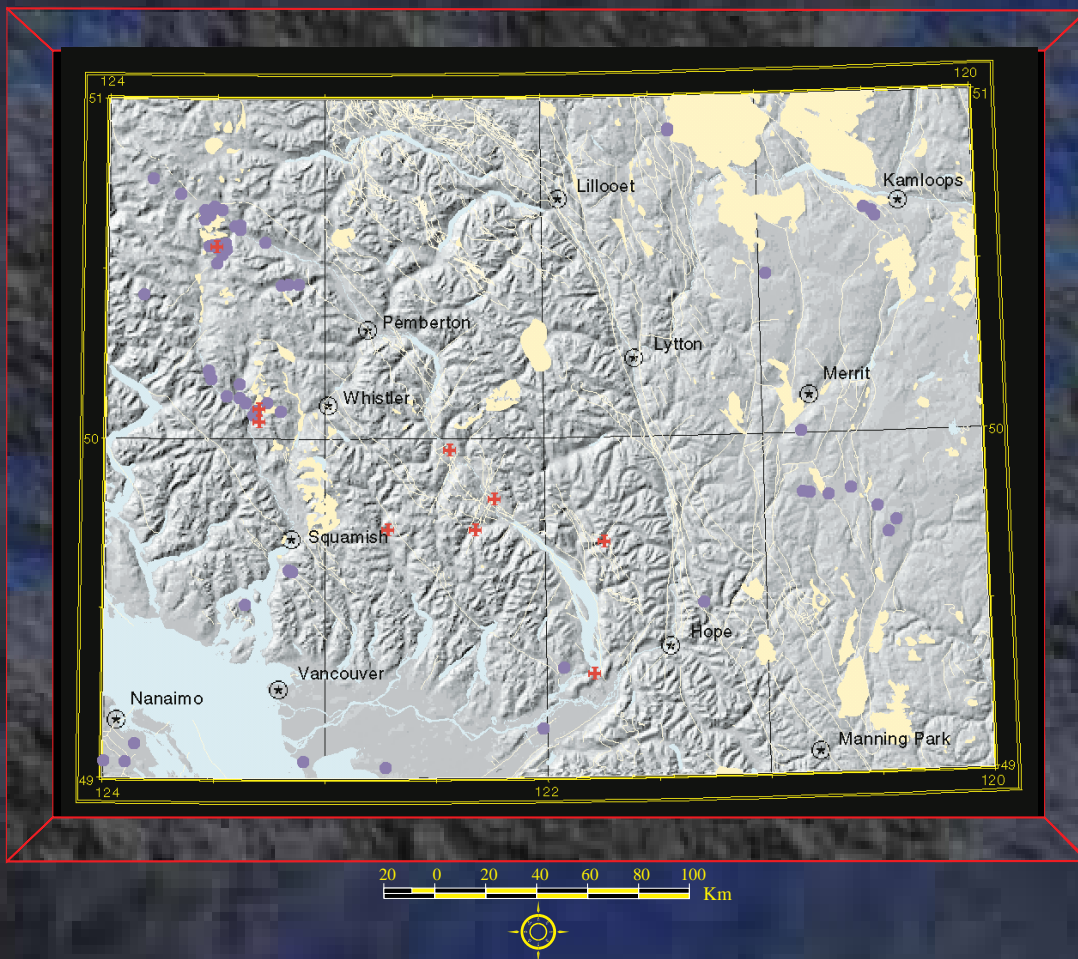 124
120
51
51
Kamloops
Lillooet
Pemberton
Lytton
Merrit
Whistler
50
50
Squamish
Hope
Vancouver
Nanaimo
Manning Park
49
49
124
122
120
20 0 20 40 60 80 100
Km